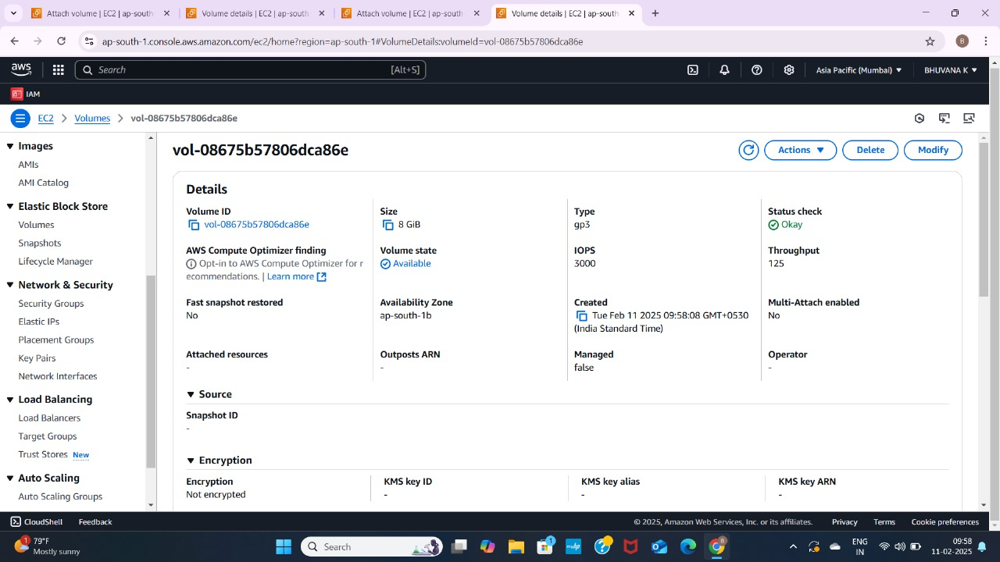 Attach volume | EC2 | ap-south
Volume details | EC2 | ap-south
Attach volume | EC2 | ap-south
Volume details | EC2 | ap-south
ap-south-1.console.aws.amazon.com/ec2/home?region=ap-south-1#VolumeDetails:volumeId=vol-08675b57806dca86e
B
aws
Search
[Alt+S]
Asia Pacific (Mumbai)
BHUVANA K
IAM
EC2
Volumes
vol-08675b57806dca86e
Images
AMIs
AMI Catalog
Elastic Block Store
Volumes
Snapshots
Lifecycle Manager
Network & Security
Security Groups
Elastic IPs
Placement Groups
Key Pairs
Network Interfaces
Load Balancing
Load Balancers
Target Groups
Trust Stores New
Auto Scaling
Auto Scaling Groups
vol-08675b57806dca86e
Actions
Delete
Modify
Details
Volume ID
vol-08675b57806dca86e
Size
8 GiB
Type
gp3
Status check
Okay
AWS Compute Optimizer finding
Opt-in to AWS Compute Optimizer for r
ecommendations. | Learn more
Volume state
Available
IOPS
3000
Throughput
125
Fast snapshot restored
No
Availability Zone
ap-south-1b
Created
Tue Feb 11 2025 09:58:08 GMT+0530
(India Standard Time)
Multi-Attach enabled
No
Attached resources
-
Outposts ARN
-
Managed
false
Operator
-
Source
Snapshot ID
-
Encryption
Encryption
Not encrypted
KMS key ID
-
KMS key alias
-
KMS key ARN
-
CloudShell
Feedback
© 2025, Amazon Web Services, Inc. or its affiliates.
Privacy
Terms
Cookie preferences
1
79°F
Mostly sunny
Search
1
B
ENG
IN
09:58
11-02-2025